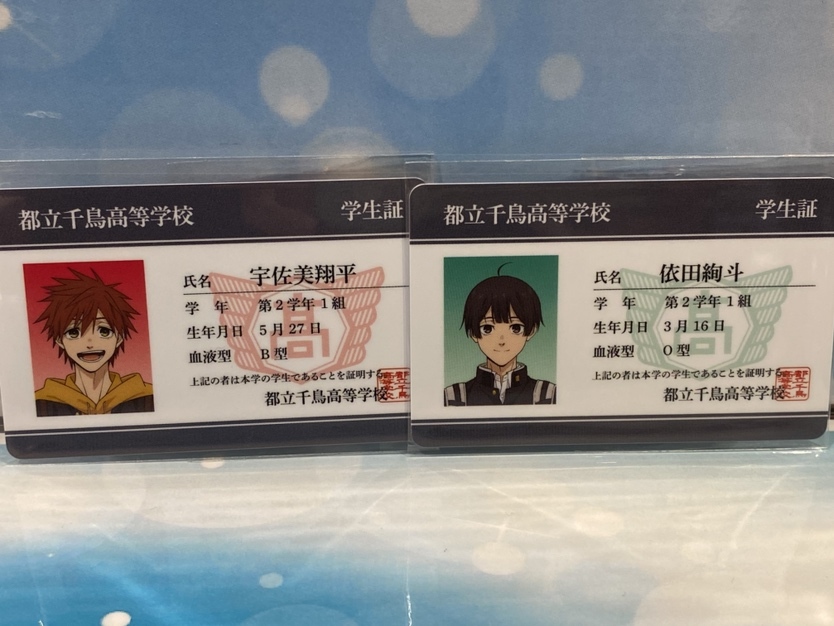 都立千鳥高等学校 学生証
氏名 宇佐美翔平
学 年 第2学年1組
生年月日 5月27日
血液型 B型
上記の者は本学の学生であることを証明する
都立千鳥高等学校
高
都立千鳥高等学校 学生証
氏名 依田絢斗
学 年 第2学年1組
生年月日 3月16日
血液型 O型
上記の者は本学の学生であることを証明する
都立千鳥高等学校
高